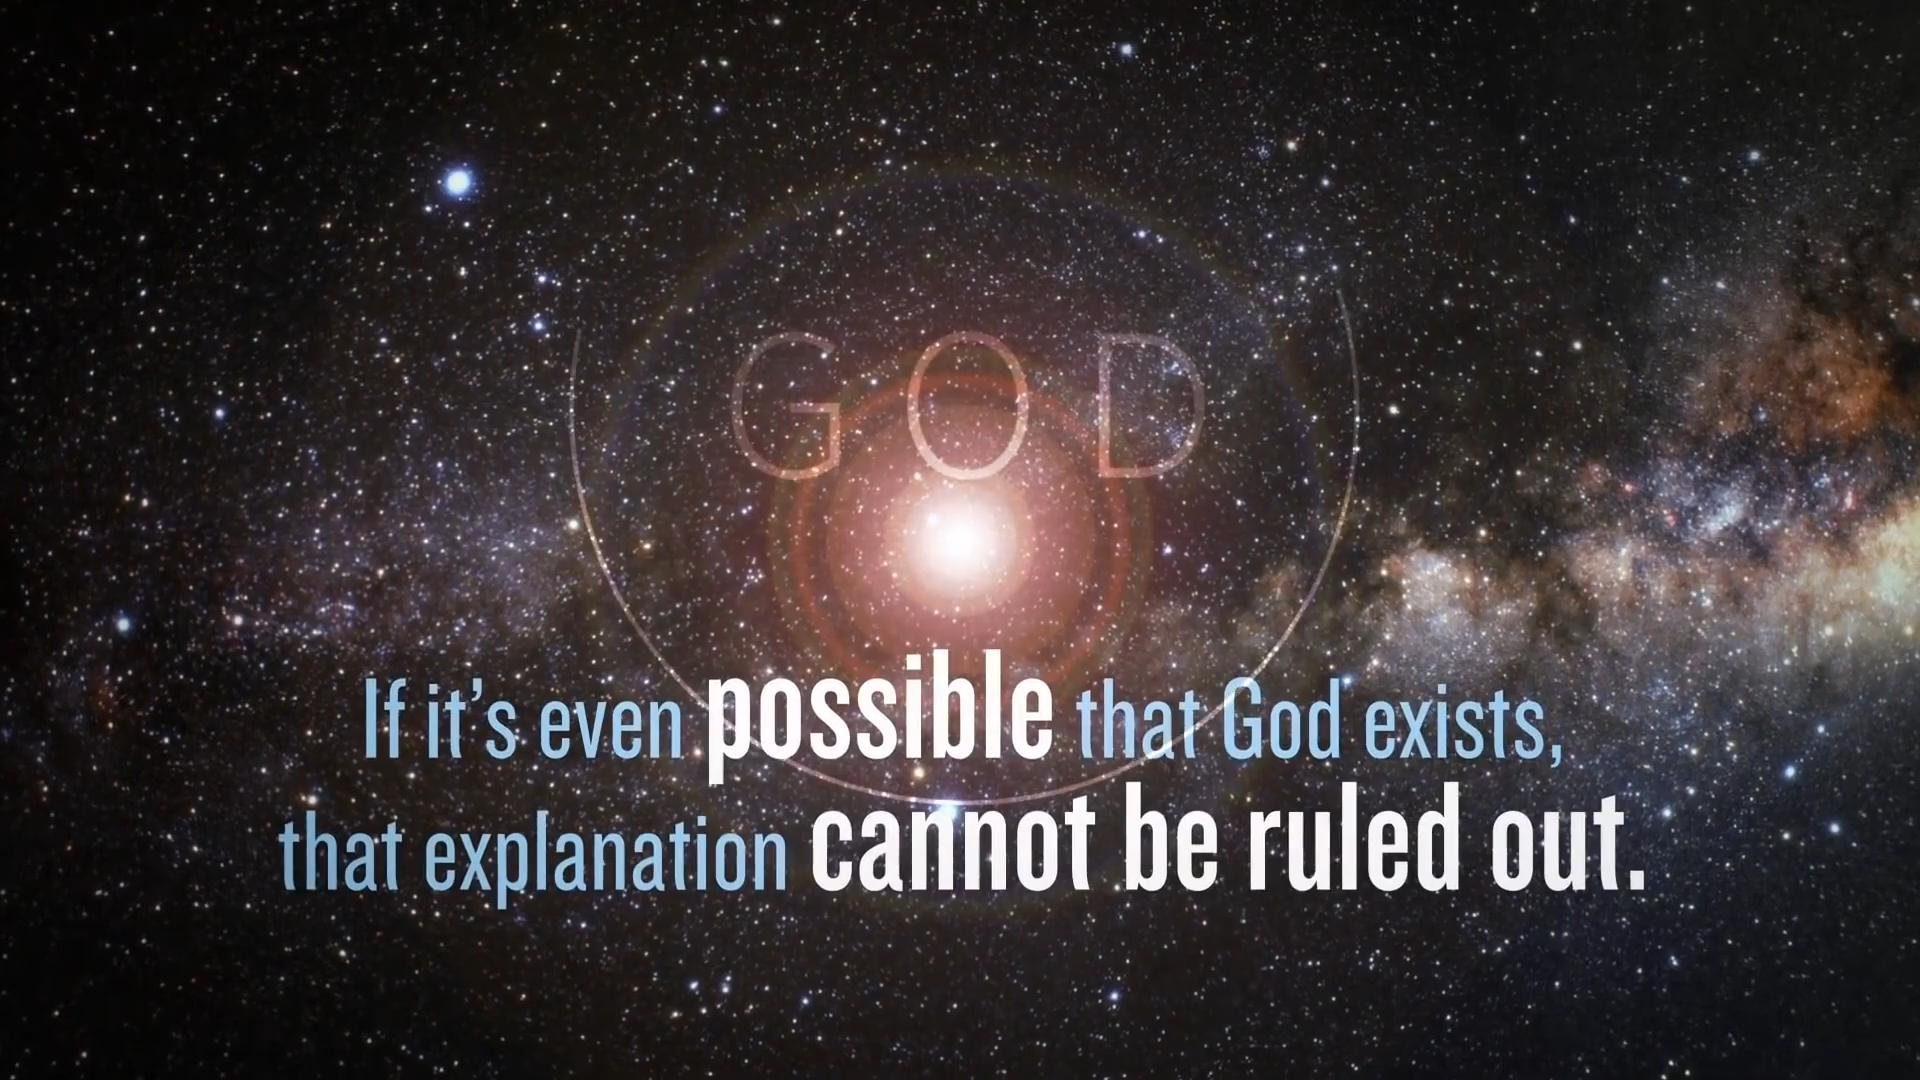 GOD
If it's even possible that God exists,
that explanation cannot be ruled out.